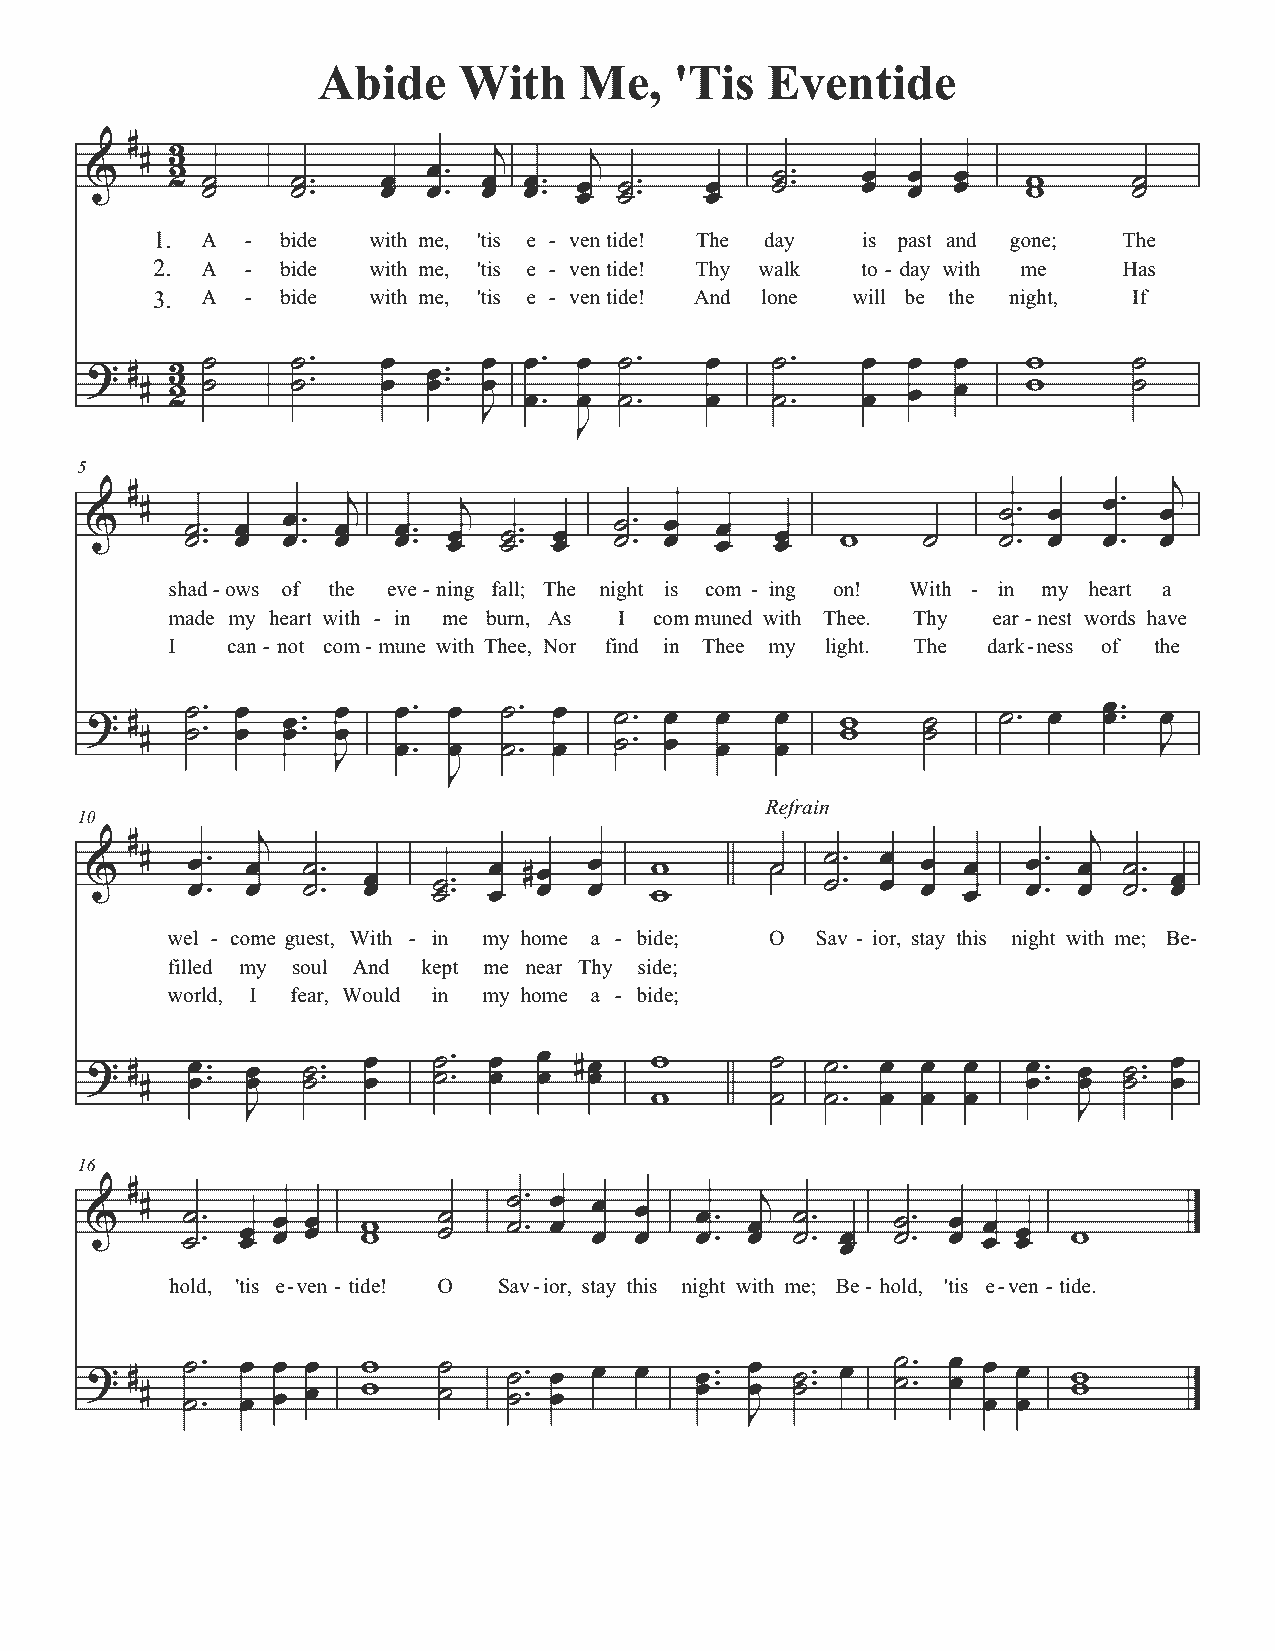 Abide With Me, 'Tis Eventide
1. A - bide with me, 'tis e - ven tide! The day is past and gone; The
2. A - bide with me, 'tis e - ven tide! Thy walk to - day with me Has
3. A - bide with me, 'tis e - ven tide! And lone will be the night, If
5
shad - ows of the eve - ning fall; The night is com - ing on! With - in my heart a
made my heart with - in me burn, As I com muned with Thee. Thy ear - nest words have
I can - not com - mune with Thee, Nor find in Thee my light. The dark - ness of the
Refrain
10
wel - come guest, With - in my home a - bide; O Sav - ior, stay this night with me; Be-
filled my soul And kept me near Thy side;
world, I fear, Would in my home a - bide;
16
hold, 'tis e - ven - tide! O Sav - ior, stay this night with me; Be - hold, 'tis e - ven - tide.